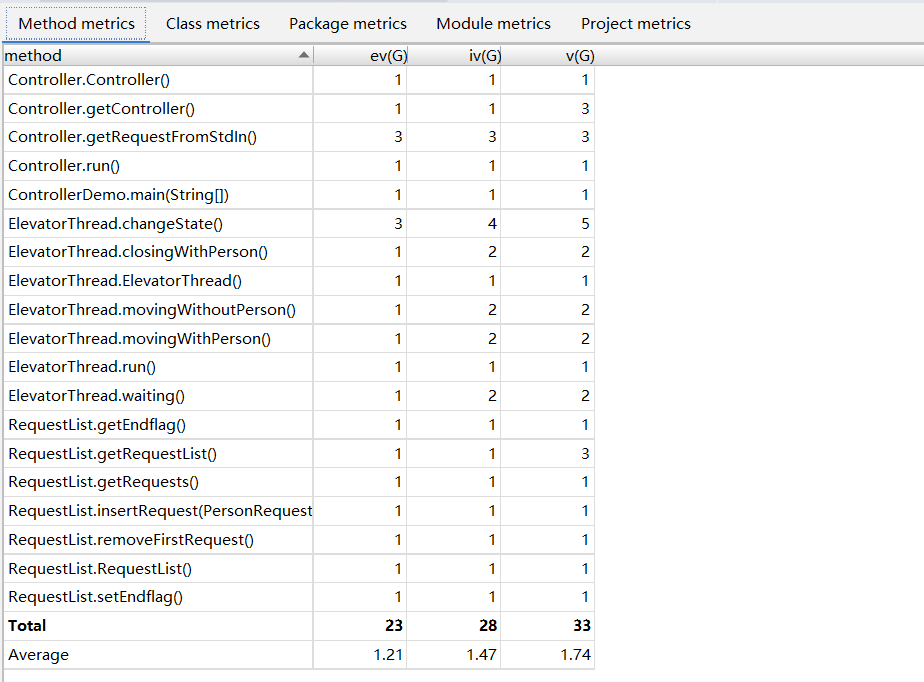 Method metrics Class metrics Package metrics Module metrics Project metrics
method ev(G) iv(G) v(G)
Controller.Controller() 1 1 1
Controller.getController() 1 1 3
Controller.getRequestFromStdIn() 3 3 3
Controller.run() 1 1 1
ControllerDemo.main(String[]) 1 1 1
ElevatorThread.changeState() 3 4 5
ElevatorThread.closingWithPerson() 1 2 2
ElevatorThread.ElevatorThread() 1 1 1
ElevatorThread.movingWithoutPerson() 1 2 2
ElevatorThread.movingWithPerson() 1 2 2
ElevatorThread.run() 1 1 1
ElevatorThread.waiting() 1 2 2
RequestList.getEndflag() 1 1 1
RequestList.getRequestList() 1 1 3
RequestList.getRequests() 1 1 1
RequestList.insertRequest(PersonRequest 1 1 1
RequestList.removeFirstRequest() 1 1 1
RequestList.RequestList() 1 1 1
RequestList.setEndflag() 1 1 1
Total 23 28 33
Average 1.21 1.47 1.74